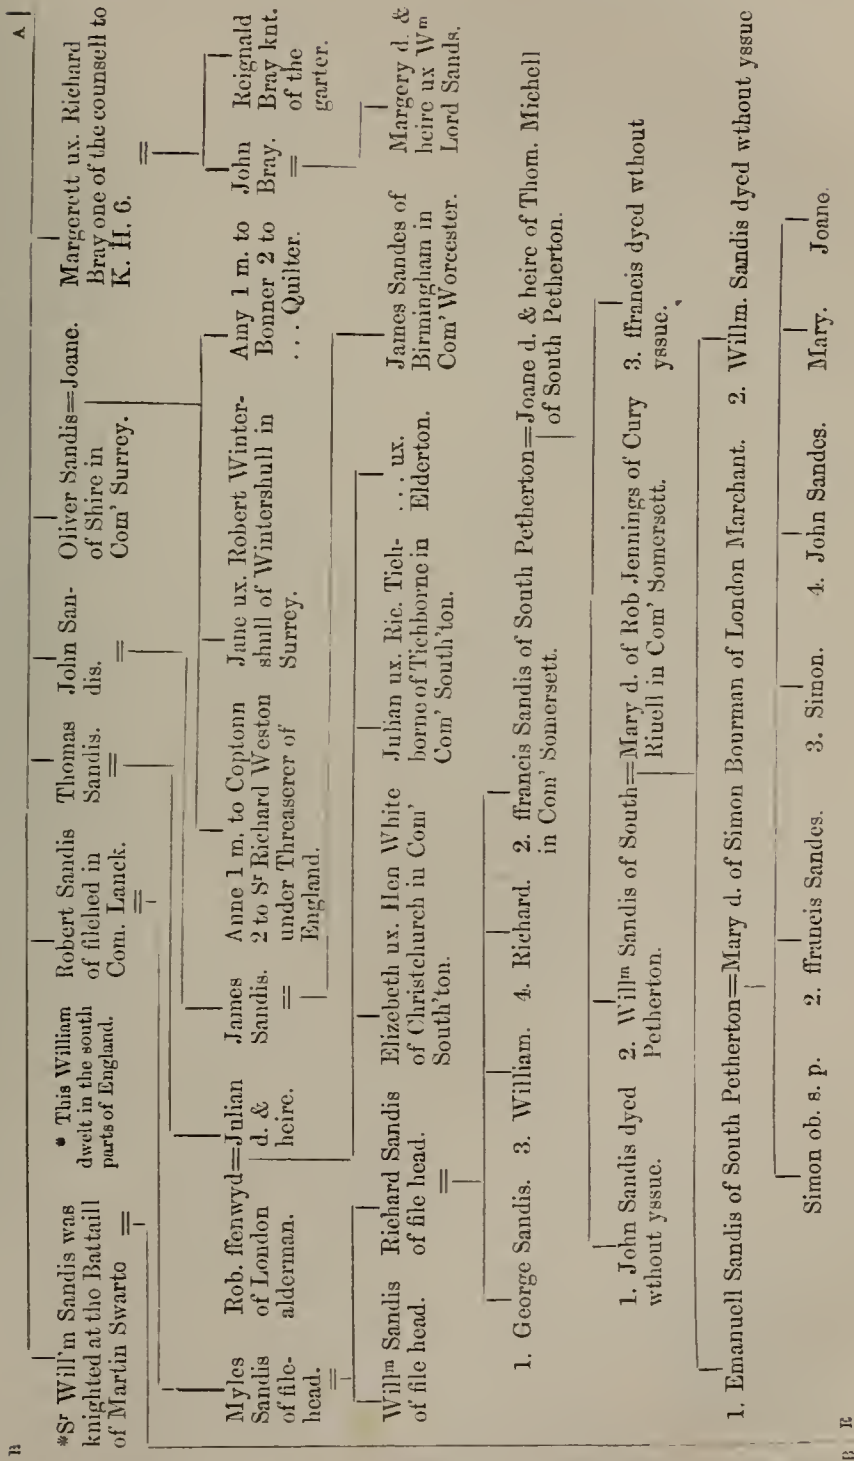 B
A
*Sr Will'm Sandis was
knighted at the Battaill
of Martin Swarto
* This William
dwelt in the south
parts of England.
Robert Sandis
of filched in
Com. Lanck.
Thomas
Sandis.
John San-
dis.
Oliver Sandis=Joane.
of Shire in
Com' Surrey.
Margerett ux. Richard
Bray one of the counsell to
K. H. 6.
Myles
Sandis
of file-
head.
Rob. ffenwyd=Julian
of London
alderman.
d. &
heire.
James
Sandis.
Anne 1 m. to Coptonn
2 to Sr Richard Weston
under Threaserer of
England.
Jane ux. Robert Winter-
shull of Wintershull in
Surrey.
Amy 1 m. to
Bonner 2 to
... Quilter.
John
Bray.
Reignald
Bray knt.
of the
garter.
Willm Sandis
of file head.
Richard Sandis
of file head.
Elizebeth ux. Hen White
of Christchurch in Com'
South'ton.
Julian ux. Ric. Tich-
borne of Tichborne in
Com' South'ton.
... ux.
Elderton.
James Sandes of
Birmingham in
Com' Worcester.
Margery d. &
heire ux Wm
Lord Sands.
1. George Sandis. 3. William. 4. Richard. 2. ffrancis Sandis of South Petherton=Joane d. & heire of Thom. Michell
in Com' Somersett.
of South Petherton.
1. John Sandis dyed
wthout yssue.
2. Willm Sandis of South=Mary d. of Rob Jennings of Cury
Petherton.
Riuell in Com' Somersett.
3. ffrancis dyed wthout
yssue.
1. Emanuell Sandis of South Petherton=Mary d. of Simon Bourman of London Marchant. 2. Willm. Sandis dyed wthout yssue
Simon ob. s. p. 2. ffrancis Sandes. 3. Simon. 4. John Sandes. Mary. Joane.
B E